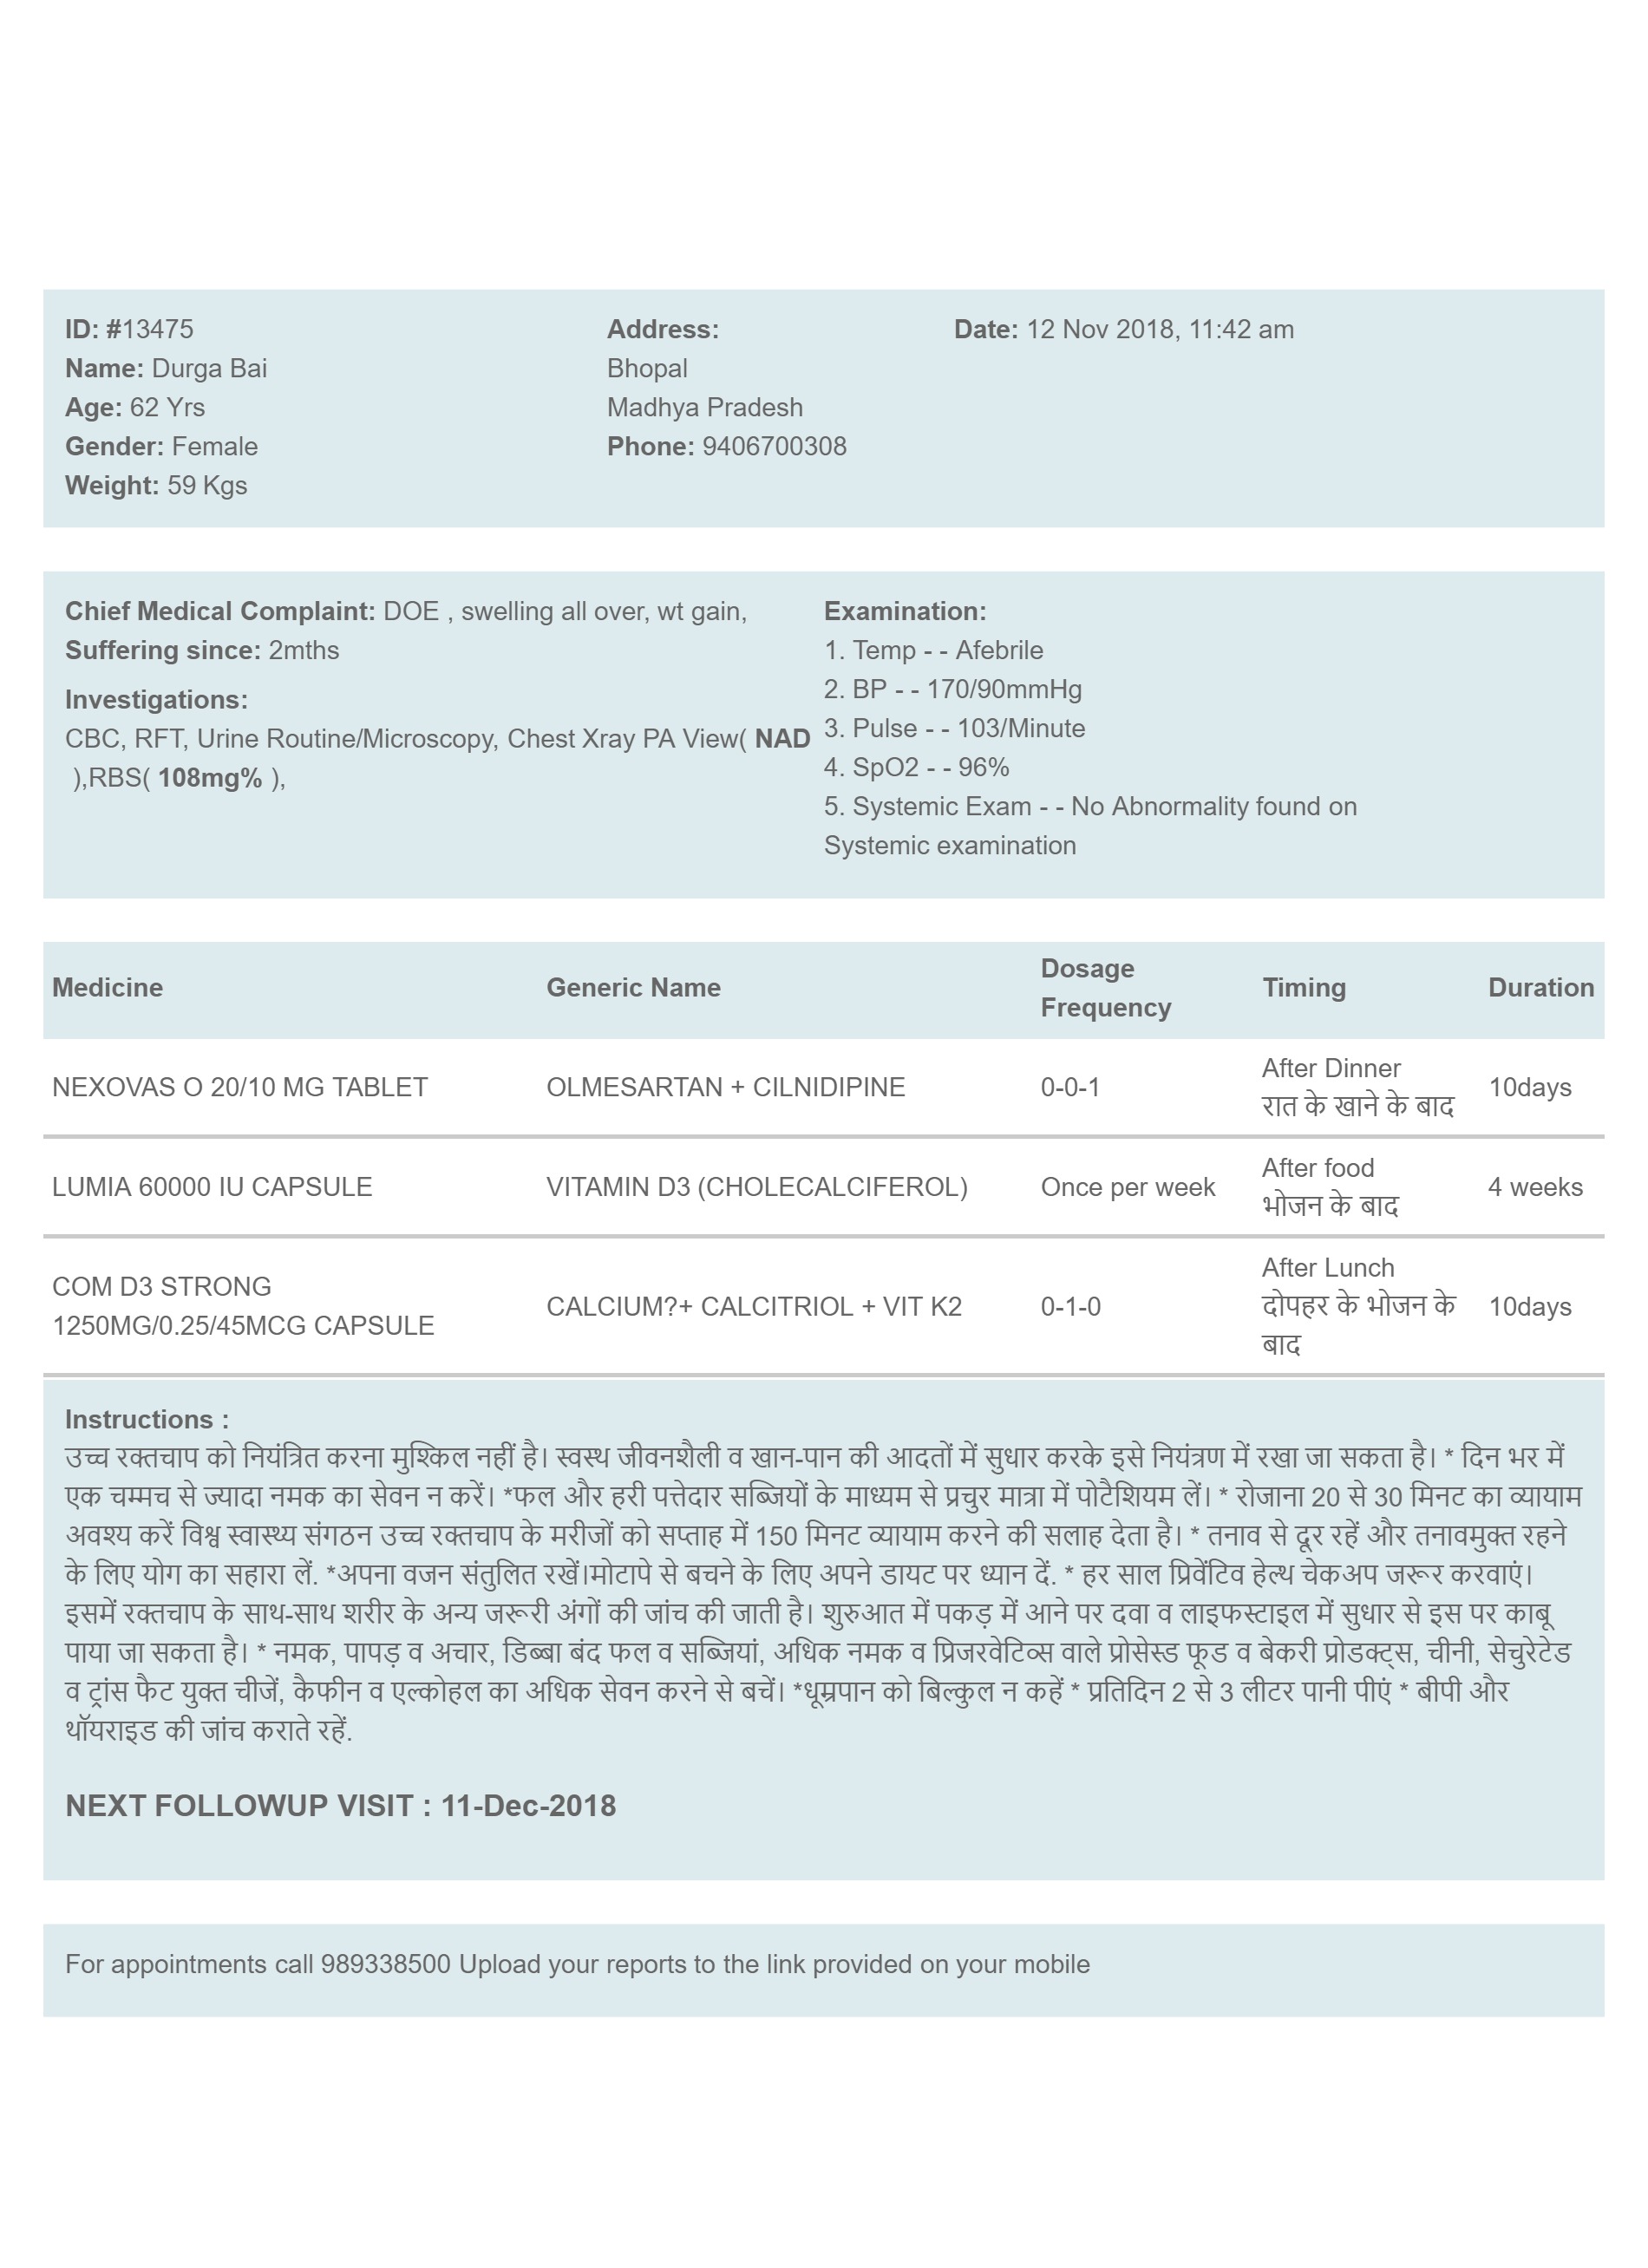 ID: #13475
Name: Durga Bai
Age: 62 Yrs
Gender: Female
Weight: 59 Kgs
Address:
Bhopal
Madhya Pradesh
Phone: 9406700308
Date: 12 Nov 2018, 11:42 am
Chief Medical Complaint: DOE , swelling all over, wt gain,
Suffering since: 2mths
Investigations:
CBC, RFT, Urine Routine/Microscopy, Chest Xray PA View( NAD
),RBS( 108mg% ),
Examination:
1. Temp - - Afebrile
2. BP - - 170/90mmHg
3. Pulse - - 103/Minute
4. SpO2 - - 96%
5. Systemic Exam - - No Abnormality found on
Systemic examination
Medicine Generic Name Dosage Frequency Timing Duration
NEXOVAS O 20/10 MG TABLET OLMESARTAN + CILNIDIPINE 0-0-1 After Dinner रात के खाने के बाद 10days
LUMIA 60000 IU CAPSULE VITAMIN D3 (CHOLECALCIFEROL) Once per week After food भोजन के बाद 4 weeks
COM D3 STRONG 1250MG/0.25/45MCG CAPSULE CALCIUM?+ CALCITRIOL + VIT K2 0-1-0 After Lunch दोपहर के भोजन के बाद 10days
Instructions :
उच्च रक्तचाप को नियंत्रित करना मुश्किल नहीं है। स्वस्थ जीवनशैली व खान-पान की आदतों में सुधार करके इसे नियंत्रण में रखा जा सकता है। * दिन भर में
एक चम्मच से ज्यादा नमक का सेवन न करें। *फल और हरी पत्तेदार सब्जियों के माध्यम से प्रचुर मात्रा में पोटैशियम लें। * रोजाना 20 से 30 मिनट का व्यायाम
अवश्य करें विश्व स्वास्थ्य संगठन उच्च रक्तचाप के मरीजों को सप्ताह में 150 मिनट व्यायाम करने की सलाह देता है। * तनाव से दूर रहें और तनावमुक्त रहने
के लिए योग का सहारा लें. *अपना वजन संतुलित रखें।मोटापे से बचने के लिए अपने डायट पर ध्यान दें. * हर साल प्रिवेंटिव हेल्थ चेकअप जरूर करवाएं।
इसमें रक्तचाप के साथ-साथ शरीर के अन्य जरूरी अंगों की जांच की जाती है। शुरुआत में पकड़ में आने पर दवा व लाइफस्टाइल में सुधार से इस पर काबू
पाया जा सकता है। * नमक, पापड़ व अचार, डिब्बा बंद फल व सब्जियां, अधिक नमक व प्रिजरवेटिव्स वाले प्रोसेस्ड फूड व बेकरी प्रोडक्ट्स, चीनी, सेचुरेटेड
व ट्रांस फैट युक्त चीजें, कैफीन व एल्कोहल का अधिक सेवन करने से बचें। *धूम्रपान को बिल्कुल न कहें * प्रतिदिन 2 से 3 लीटर पानी पीएं * बीपी और
थॉयराइड की जांच कराते रहें.
NEXT FOLLOWUP VISIT : 11-Dec-2018
For appointments call 989338500 Upload your reports to the link provided on your mobile